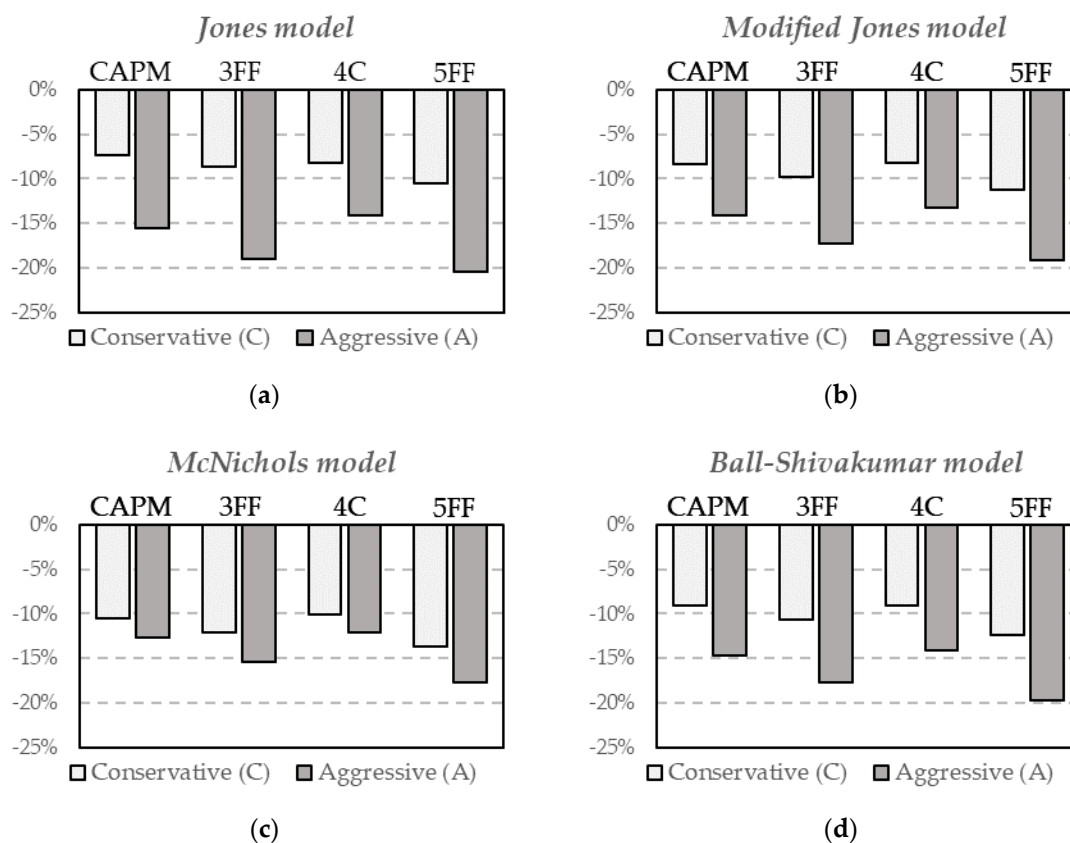 Jones model
CAPM 3FF 4C 5FF
0%
-5%
-10%
-15%
-20%
-25%
Conservative (C) Aggressive (A)
(a)
Modified Jones model
CAPM 3FF 4C 5FF
0%
-5%
-10%
-15%
-20%
-25%
Conservative (C) Aggressive (A)
(b)
McNichols model
CAPM 3FF 4C 5FF
0%
-5%
-10%
-15%
-20%
-25%
Conservative (C) Aggressive (A)
(c)
Ball-Shivakumar model
CAPM 3FF 4C 5FF
0%
-5%
-10%
-15%
-20%
-25%
Conservative (C) Aggressive (A)
(d)